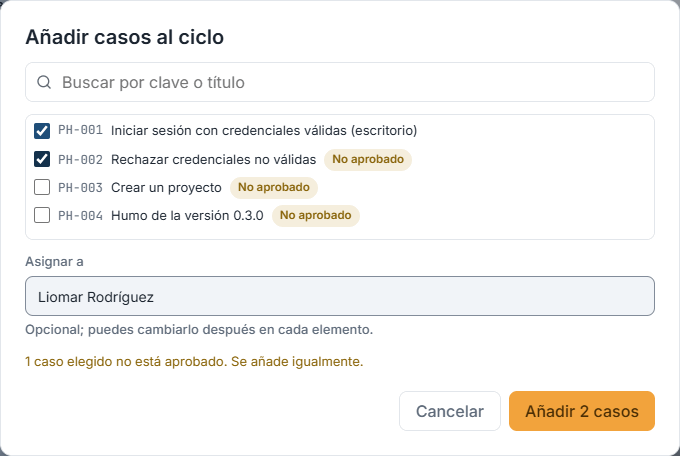 Añadir casos al ciclo
Buscar por clave o título
PH-001 Iniciar sesión con credenciales válidas (escritorio)
PH-002 Rechazar credenciales no válidas No aprobado
PH-003 Crear un proyecto No aprobado
PH-004 Humo de la versión 0.3.0 No aprobado
Asignar a
Liomar Rodríguez
Opcional; puedes cambiarlo después en cada elemento.
1 caso elegido no está aprobado. Se añade igualmente.
Cancelar Añadir 2 casos